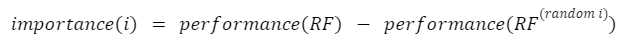 importance(i) = performance(RF) − performance(RF^(random i))